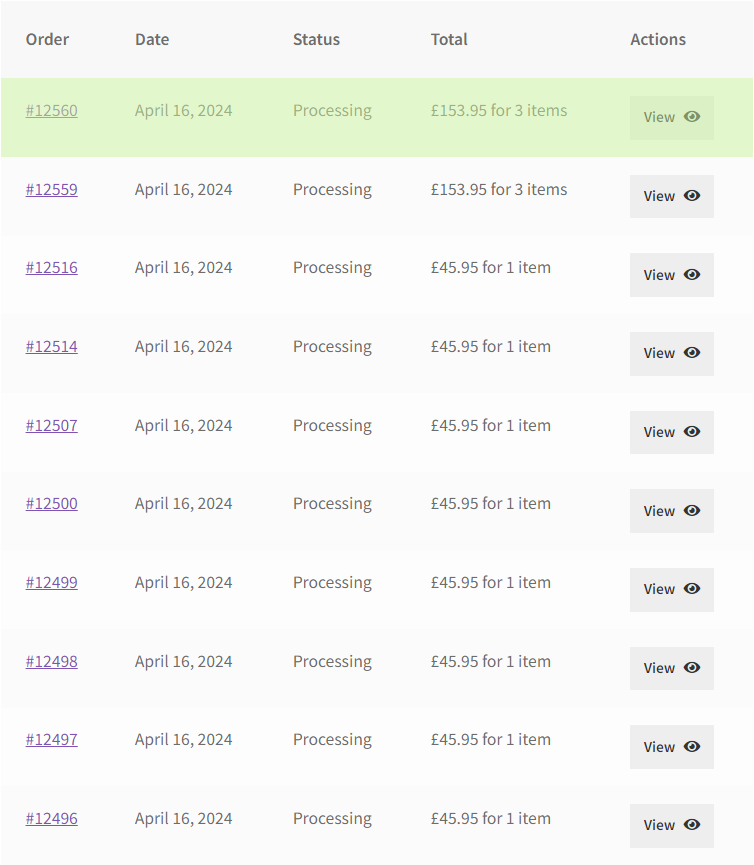 Order Date Status Total Actions
#12560 April 16, 2024 Processing £153.95 for 3 items View
#12559 April 16, 2024 Processing £153.95 for 3 items View
#12516 April 16, 2024 Processing £45.95 for 1 item View
#12514 April 16, 2024 Processing £45.95 for 1 item View
#12507 April 16, 2024 Processing £45.95 for 1 item View
#12500 April 16, 2024 Processing £45.95 for 1 item View
#12499 April 16, 2024 Processing £45.95 for 1 item View
#12498 April 16, 2024 Processing £45.95 for 1 item View
#12497 April 16, 2024 Processing £45.95 for 1 item View
#12496 April 16, 2024 Processing £45.95 for 1 item View